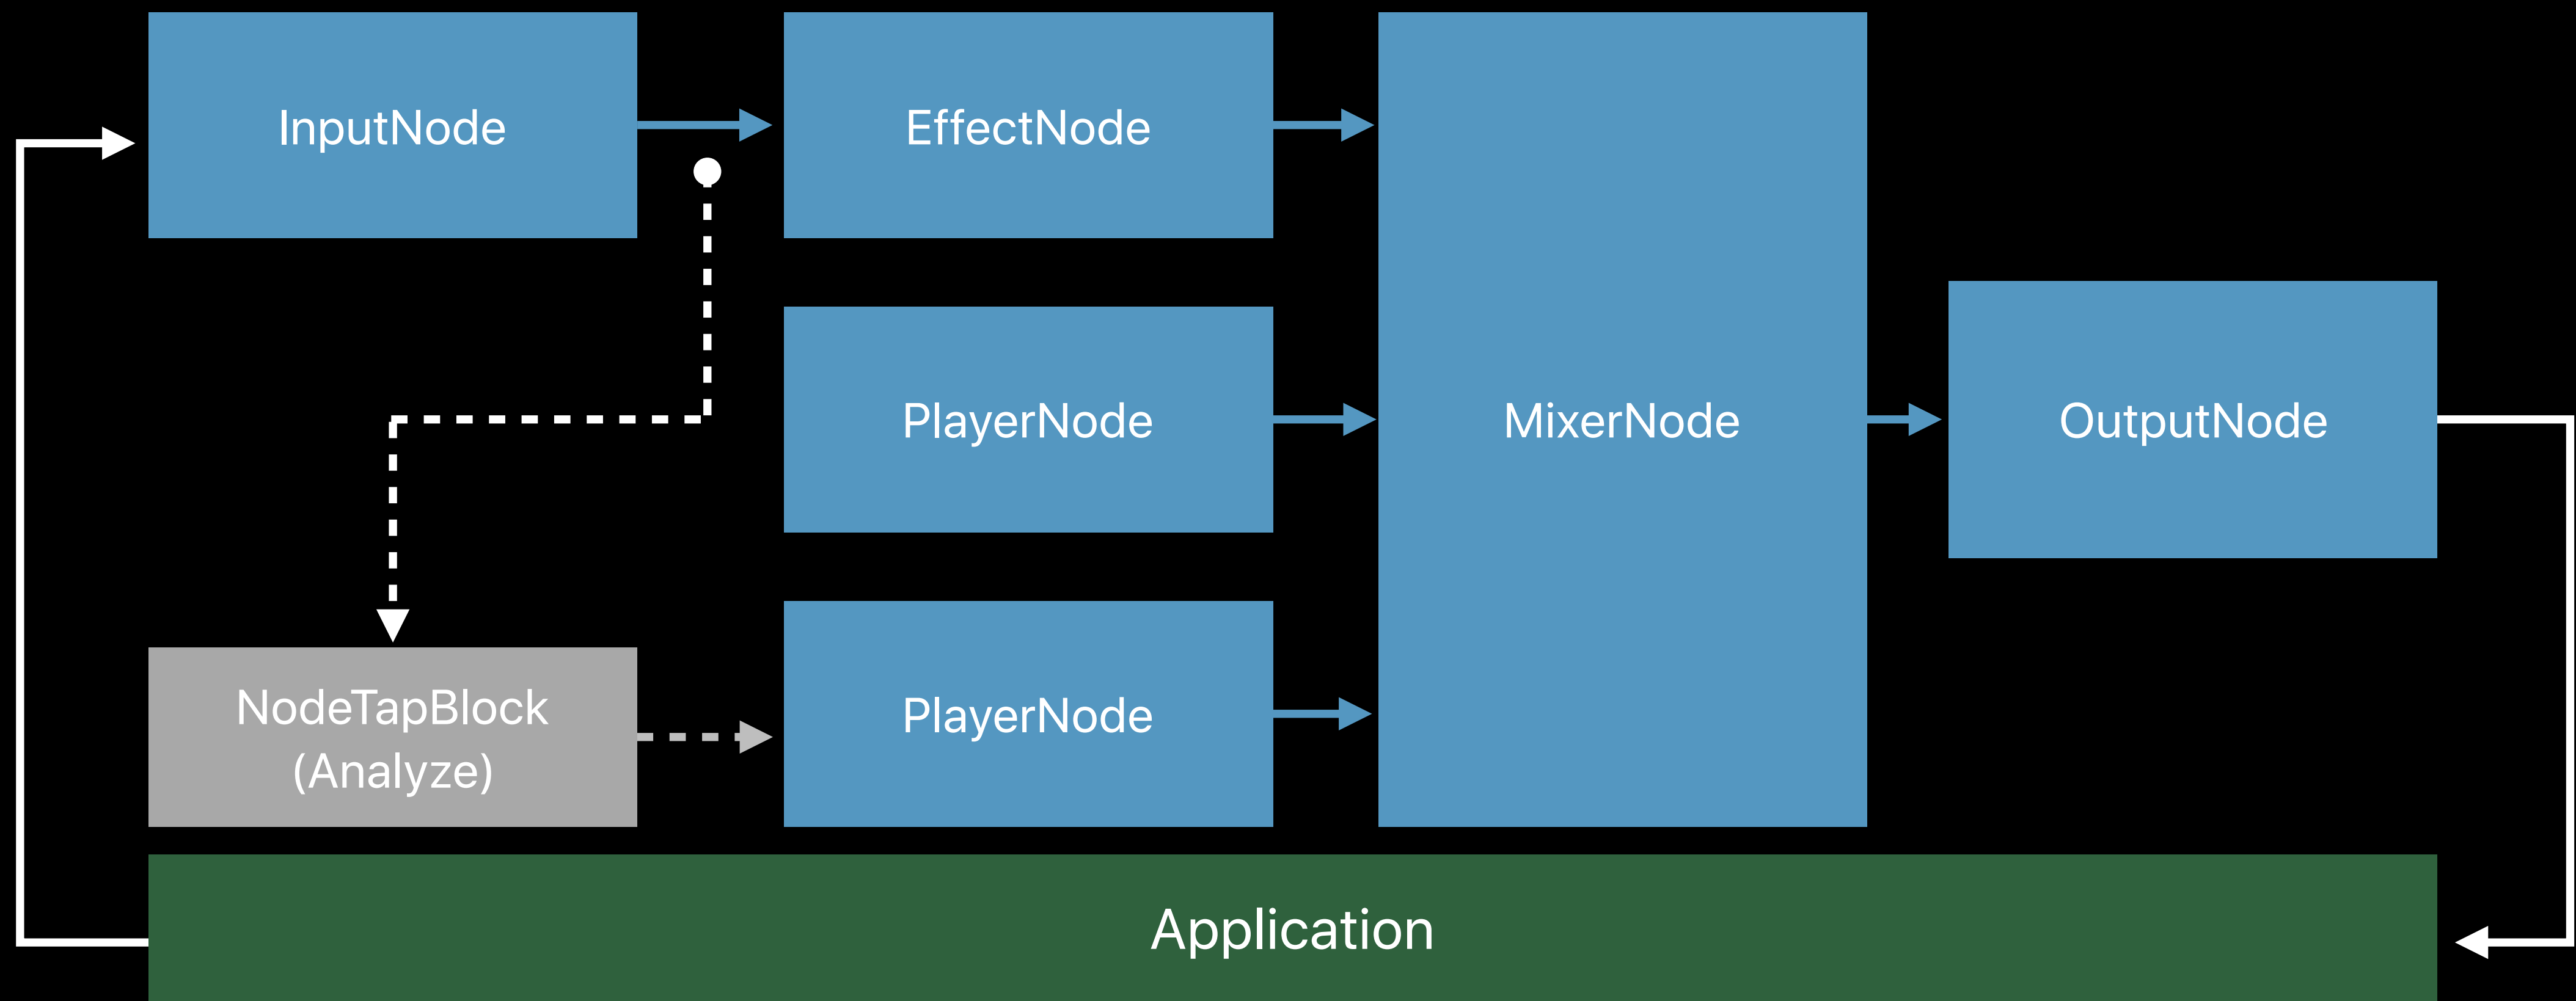 InputNode
EffectNode
PlayerNode
MixerNode
OutputNode
NodeTapBlock
(Analyze)
PlayerNode
Application